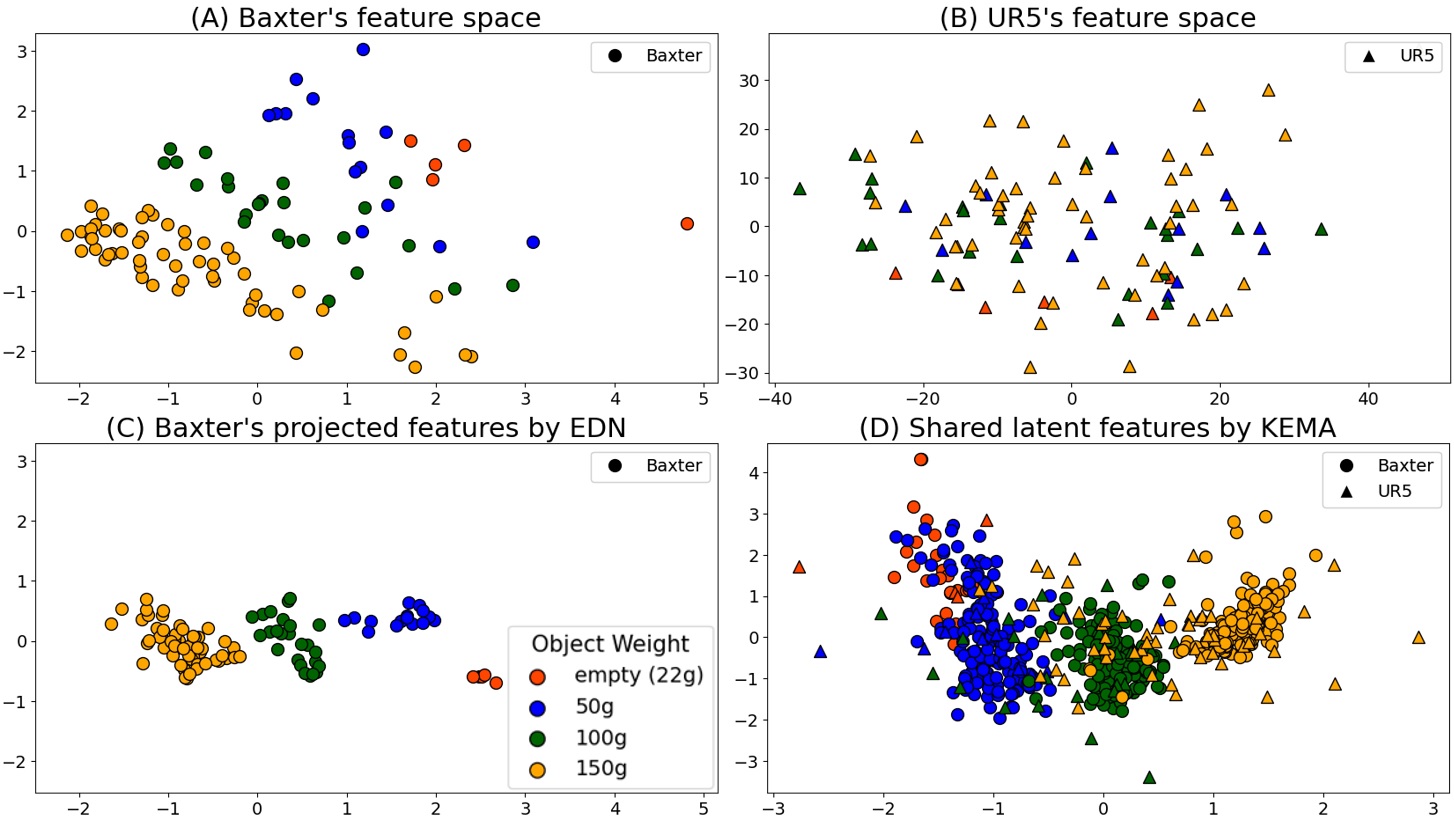 (A) Baxter's feature space
Baxter
3
2
1
0
−1
−2
−2 −1 0 1 2 3 4 5
(B) UR5's feature space
UR5
30
20
10
0
−10
−20
−30
−40 −20 0 20 40
(C) Baxter's projected features by EDN
Baxter
3
2
1
0
−1
−2
Object Weight
empty (22g)
50g
100g
150g
−2 −1 0 1 2 3 4 5
(D) Shared latent features by KEMA
Baxter
UR5
4
3
2
1
0
−1
−2
−3
−3 −2 −1 0 1 2 3